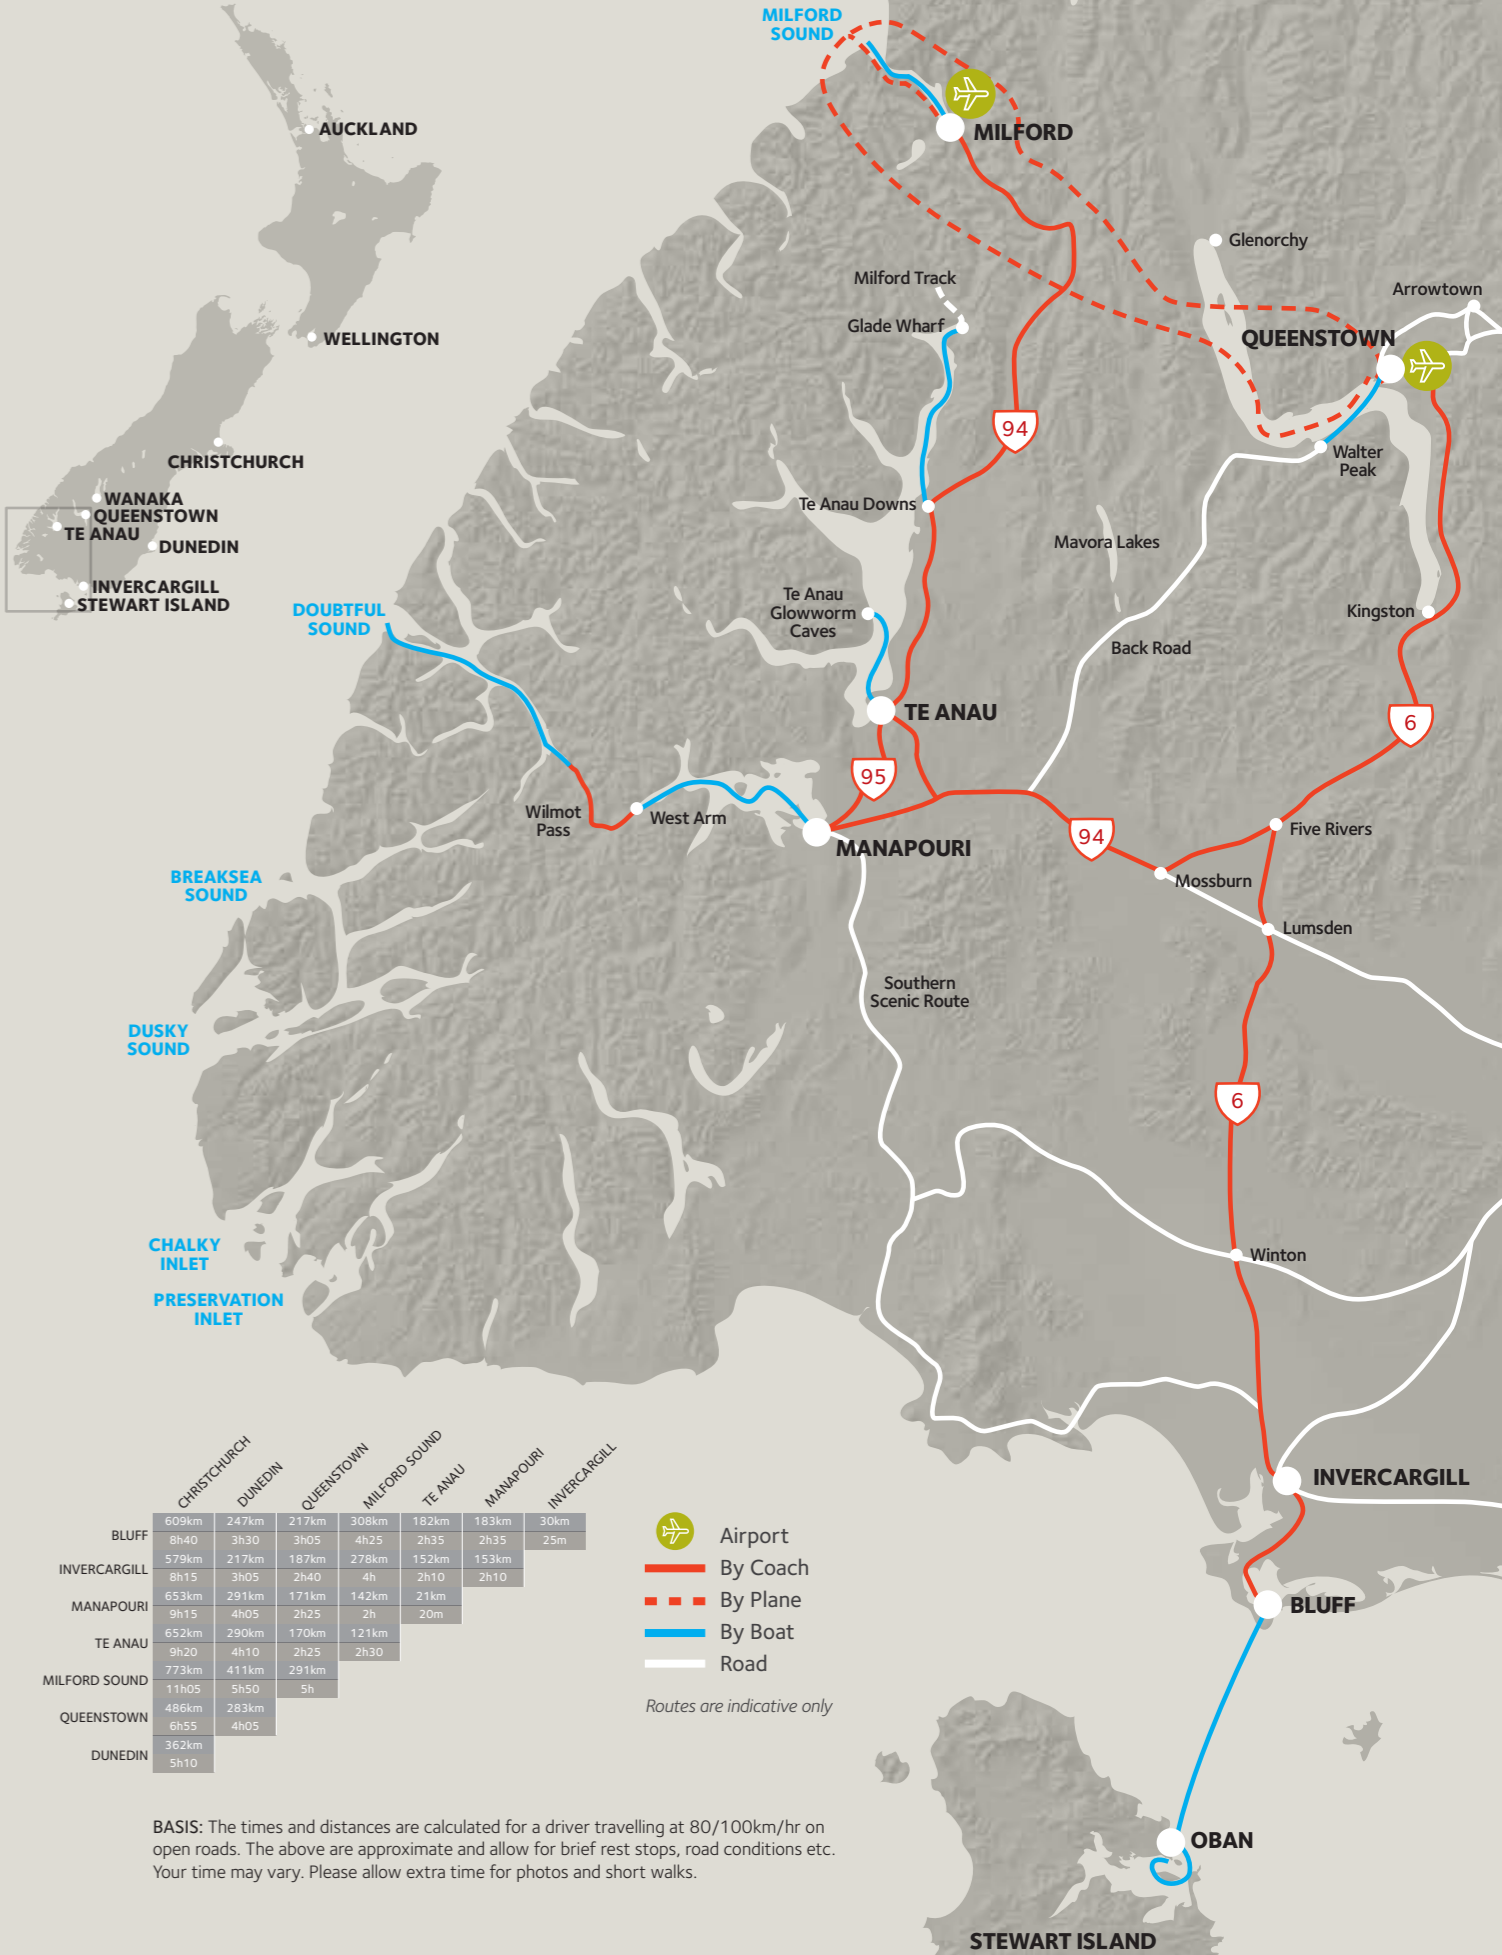 MILFORD
SOUND
AUCKLAND
MILFORD
Glenorchy
Milford Track
Arrowtown
Glade Wharf
QUEENSTOWN
WELLINGTON
94
CHRISTCHURCH
Walter
Peak
WANAKA
QUEENSTOWN
TE ANAU
DUNEDIN
INVERCARGILL
STEWART ISLAND
Te Anau Downs
Mavora Lakes
Te Anau
Glowworm
Caves
DOUBTFUL
SOUND
Kingston
Back Road
TE ANAU
6
95
Wilmot
Pass
West Arm
MANAPOURI
94
Five Rivers
Mossburn
BREAKSEA
SOUND
Lumsden
Southern
Scenic Route
DUSKY
SOUND
6
CHALKY
INLET
Winton
PRESERVATION
INLET
INVERCARGILL
BLUFF
OBAN
STEWART ISLAND
CHRISTCHURCH DUNEDIN QUEENSTOWN MILFORD SOUND TE ANAU MANAPOURI INVERCARGILL
609km 247km 217km 308km 182km 183km 30km
BLUFF
8h40 3h30 3h05 4h25 2h35 2h35 25m
579km 217km 187km 278km 152km 153km
INVERCARGILL
8h15 3h05 2h40 4h 2h10 2h10
653km 291km 171km 142km 21km
MANAPOURI
9h15 4h05 2h25 2h 20m
652km 290km 170km 121km
TE ANAU
9h20 4h10 2h25 2h30
773km 411km 291km
MILFORD SOUND
11h05 5h50 5h
486km 283km
QUEENSTOWN
6h55 4h05
362km
DUNEDIN
5h10
Airport
By Coach
By Plane
By Boat
Road
Routes are indicative only
BASIS: The times and distances are calculated for a driver travelling at 80/100km/hr on
open roads. The above are approximate and allow for brief rest stops, road conditions etc.
Your time may vary. Please allow extra time for photos and short walks.